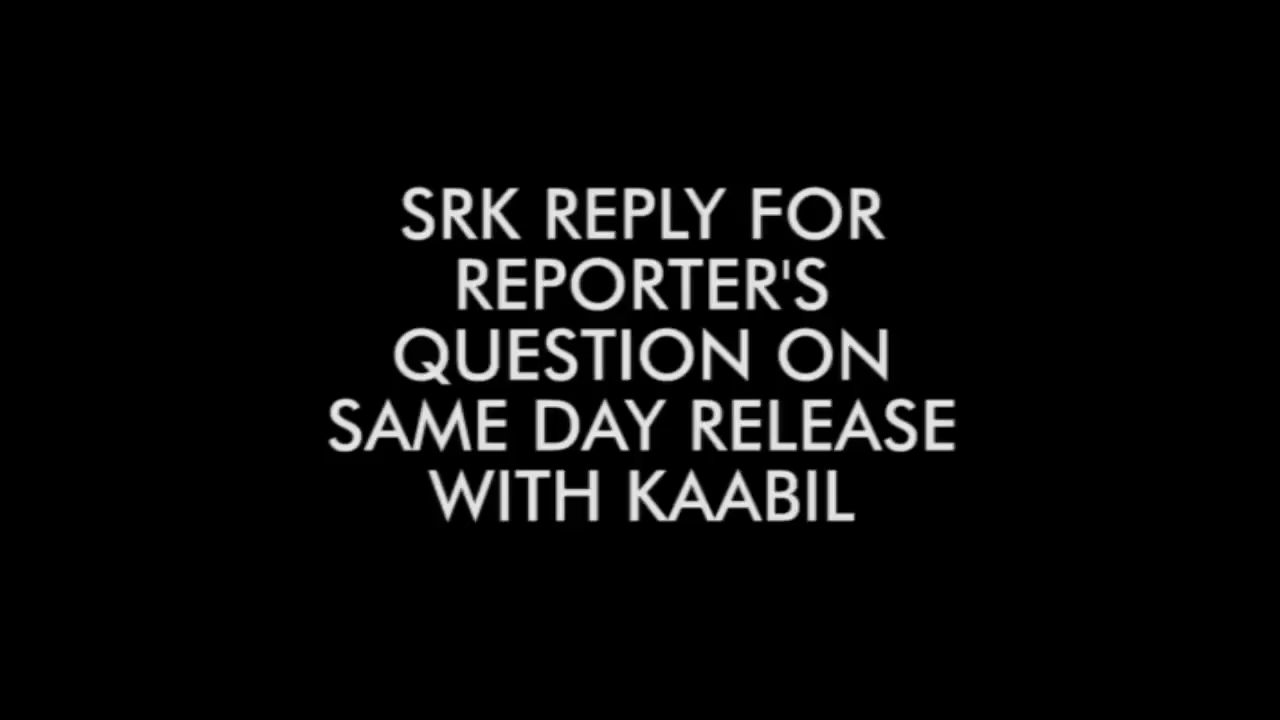 SRK REPLY FOR
REPORTER'S
QUESTION ON
SAME DAY RELEASE
WITH KAABIL